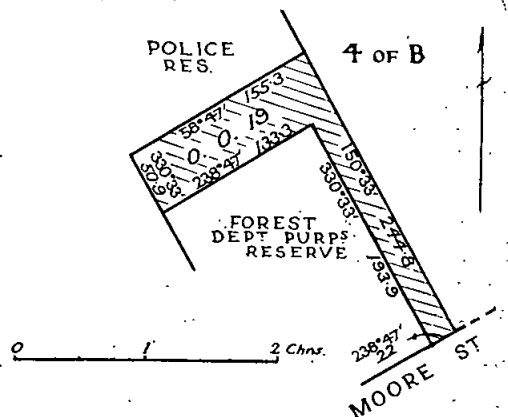 POLICE
RES.
4 OF B
58°47'
155.3
0. 0. 19
330°33'
50.9
238°47'
133.3
150°33'
244.8
330°33'
193.9
FOREST
DEPT PURPS
RESERVE
238°47'
22
0 1 2 Chns.
MOORE ST